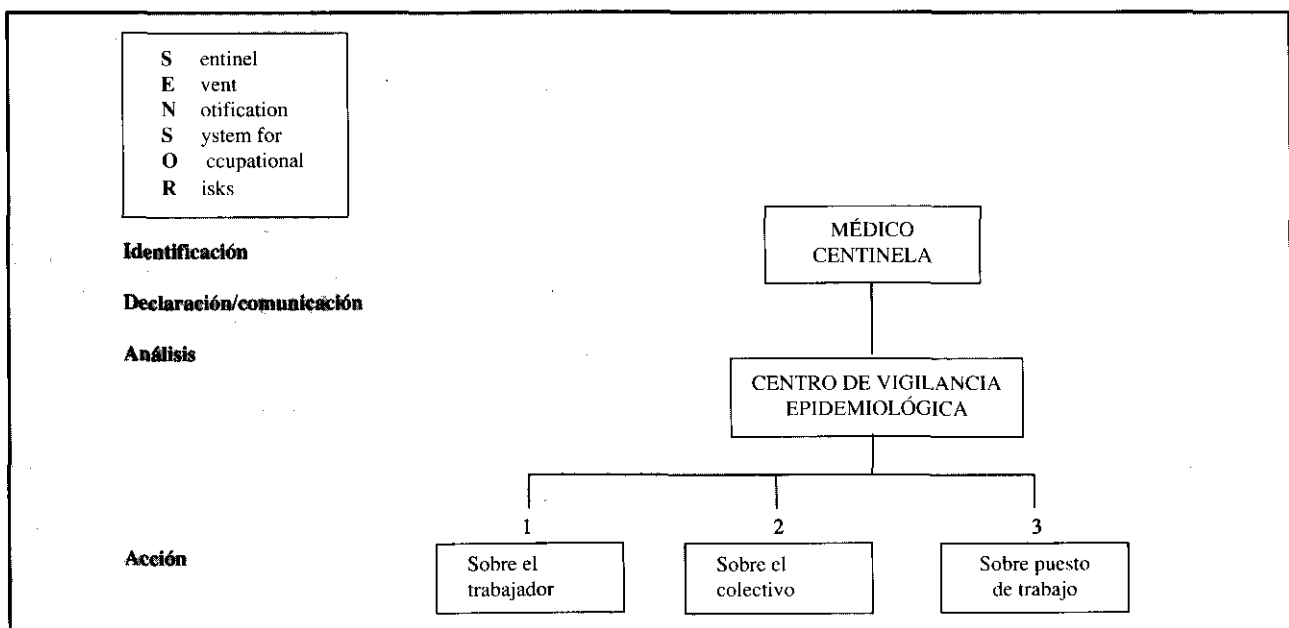 S entinel
E vent
N otification
S ystem for
O ccupational
R isks
MÉDICO
CENTINELA
Identificación
Declaración/comunicación
Análisis
CENTRO DE VIGILANCIA
EPIDEMIOLÓGICA
1 2 3
Acción
Sobre el
trabajador
Sobre el
colectivo
Sobre puesto
de trabajo